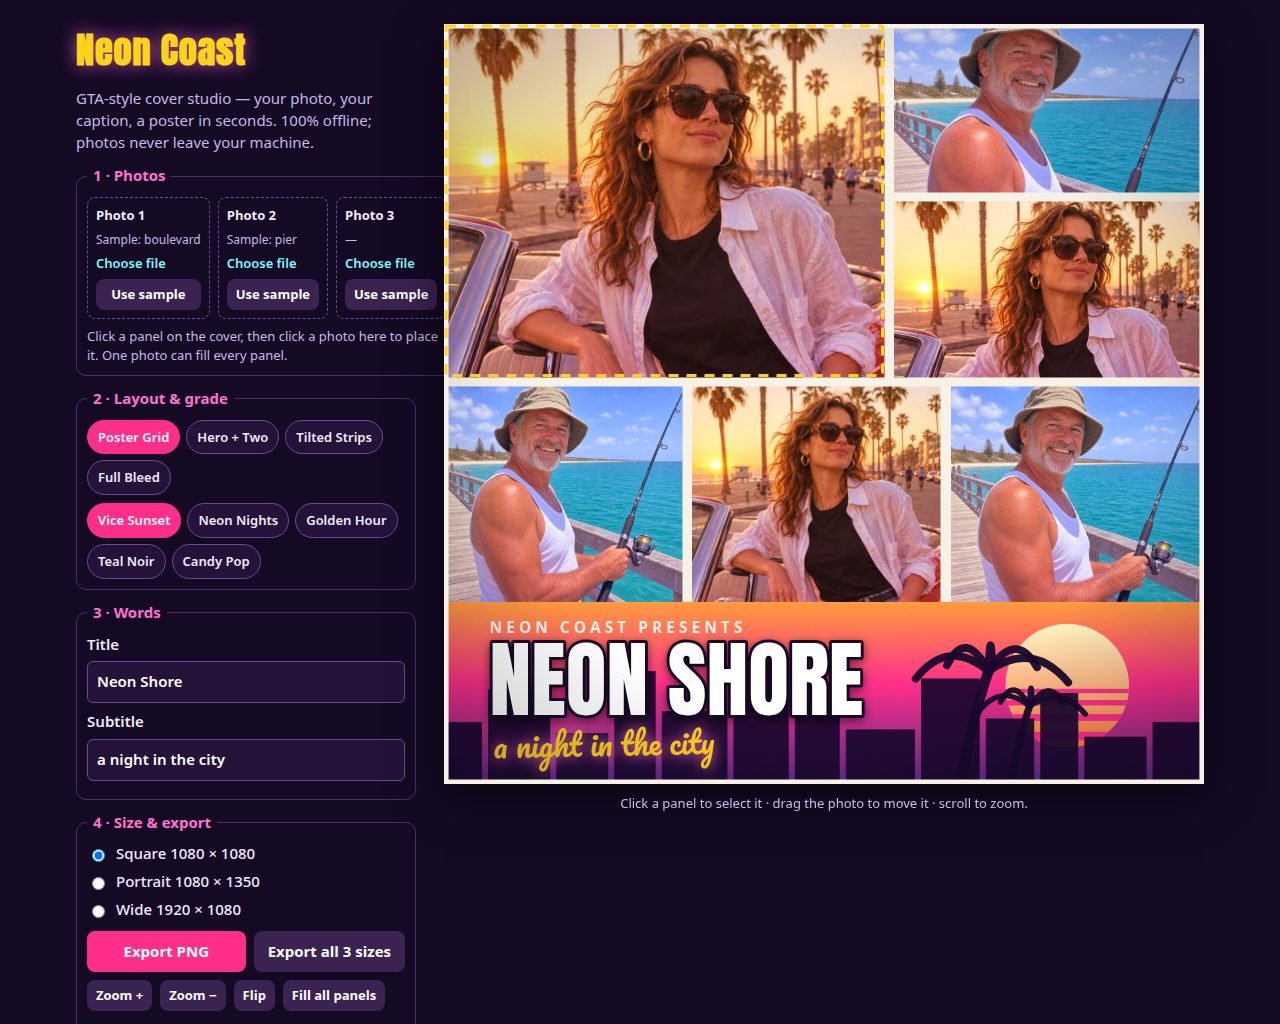 Neon Coast
GTA-style cover studio — your photo, your
caption, a poster in seconds. 100% offline;
photos never leave your machine.
1 · Photos
Photo 1
Sample: boulevard
Choose file
Use sample
Photo 2
Sample: pier
Choose file
Use sample
Photo 3
—
Choose file
Use sample
Click a panel on the cover, then click a photo here to place
it. One photo can fill every panel.
2 · Layout & grade
Poster Grid
Hero + Two
Tilted Strips
Full Bleed
Vice Sunset
Neon Nights
Golden Hour
Teal Noir
Candy Pop
3 · Words
Title
Neon Shore
Subtitle
a night in the city
4 · Size & export
Square 1080 × 1080
Portrait 1080 × 1350
Wide 1920 × 1080
Export PNG
Export all 3 sizes
Zoom +
Zoom −
Flip
Fill all panels
NEON COAST PRESENTS
NEON SHORE
a night in the city
Click a panel to select it · drag the photo to move it · scroll to zoom.